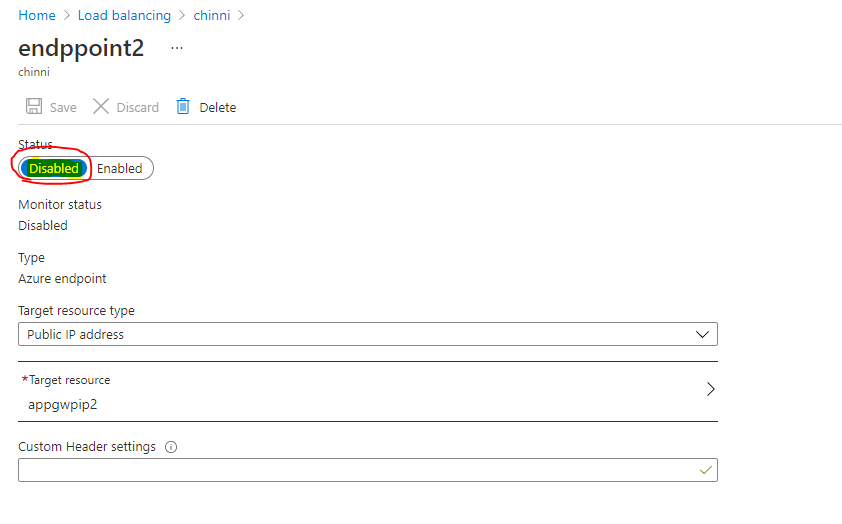 Home > Load balancing > chinni >
endppoint2 ...
chinni
Save Discard Delete
Status
Disabled Enabled
Monitor status
Disabled
Type
Azure endpoint
Target resource type
Public IP address
*Target resource
appgwpip2
Custom Header settings